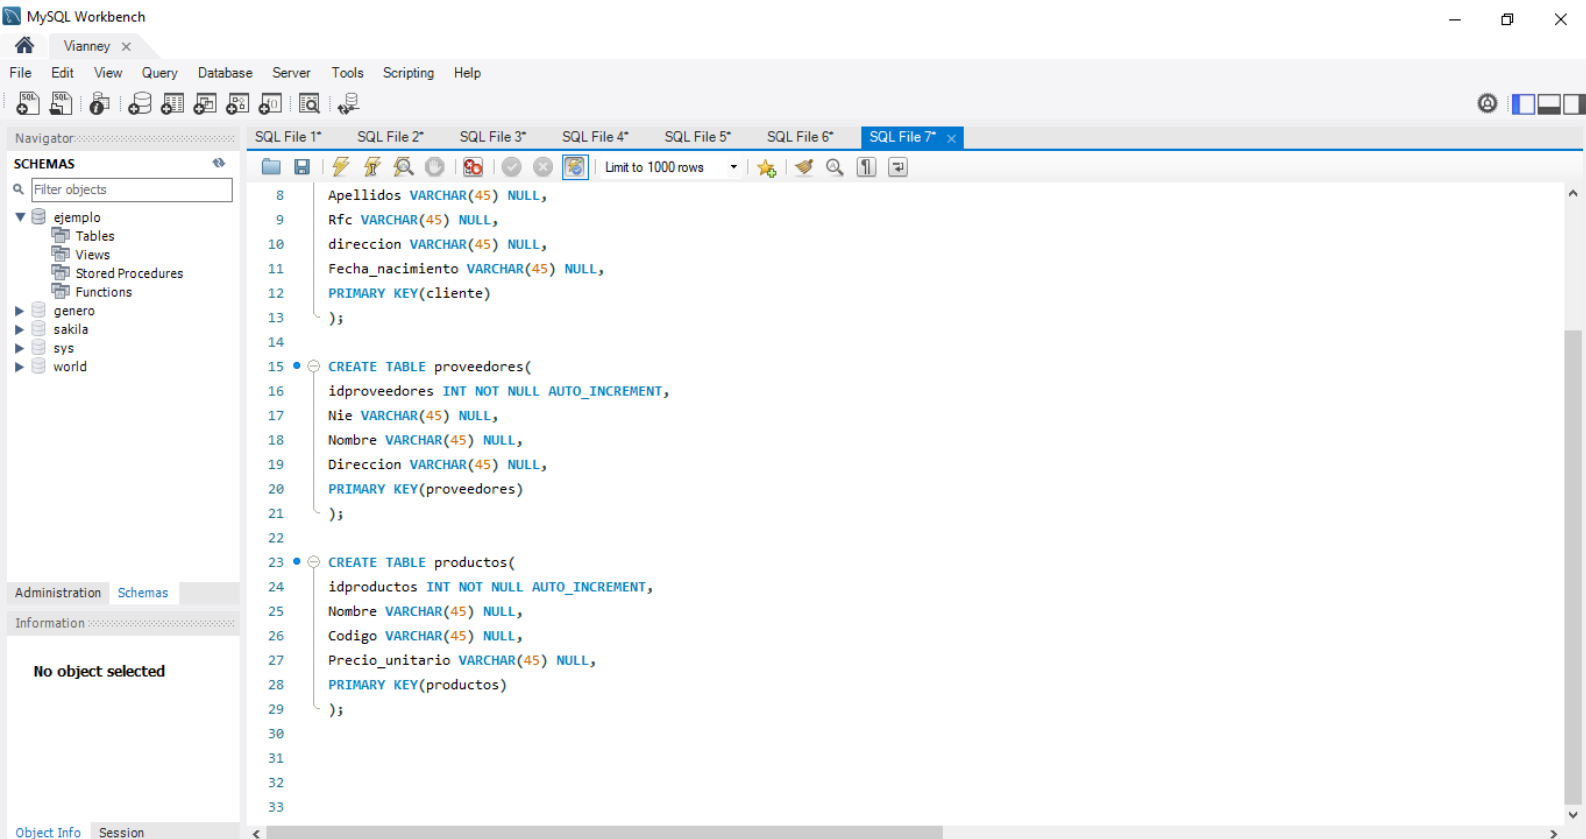 MySQL Workbench
Vianney
File Edit View Query Database Server Tools Scripting Help
Navigator
SCHEMAS
Filter objects
ejemplo
Tables
Views
Stored Procedures
Functions
genero
sakila
sys
world
Administration Schemas
Information
No object selected
Object Info Session
SQL File 1* SQL File 2* SQL File 3* SQL File 4* SQL File 5* SQL File 6* SQL File 7*
Limit to 1000 rows
8 Apellidos VARCHAR(45) NULL,
9 Rfc VARCHAR(45) NULL,
10 direccion VARCHAR(45) NULL,
11 Fecha_nacimiento VARCHAR(45) NULL,
12 PRIMARY KEY(cliente)
13 );
14
15 CREATE TABLE proveedores(
16 idproveedores INT NOT NULL AUTO_INCREMENT,
17 Nie VARCHAR(45) NULL,
18 Nombre VARCHAR(45) NULL,
19 Direccion VARCHAR(45) NULL,
20 PRIMARY KEY(proveedores)
21 );
22
23 CREATE TABLE productos(
24 idproductos INT NOT NULL AUTO_INCREMENT,
25 Nombre VARCHAR(45) NULL,
26 Codigo VARCHAR(45) NULL,
27 Precio_unitario VARCHAR(45) NULL,
28 PRIMARY KEY(productos)
29 );
30
31
32
33